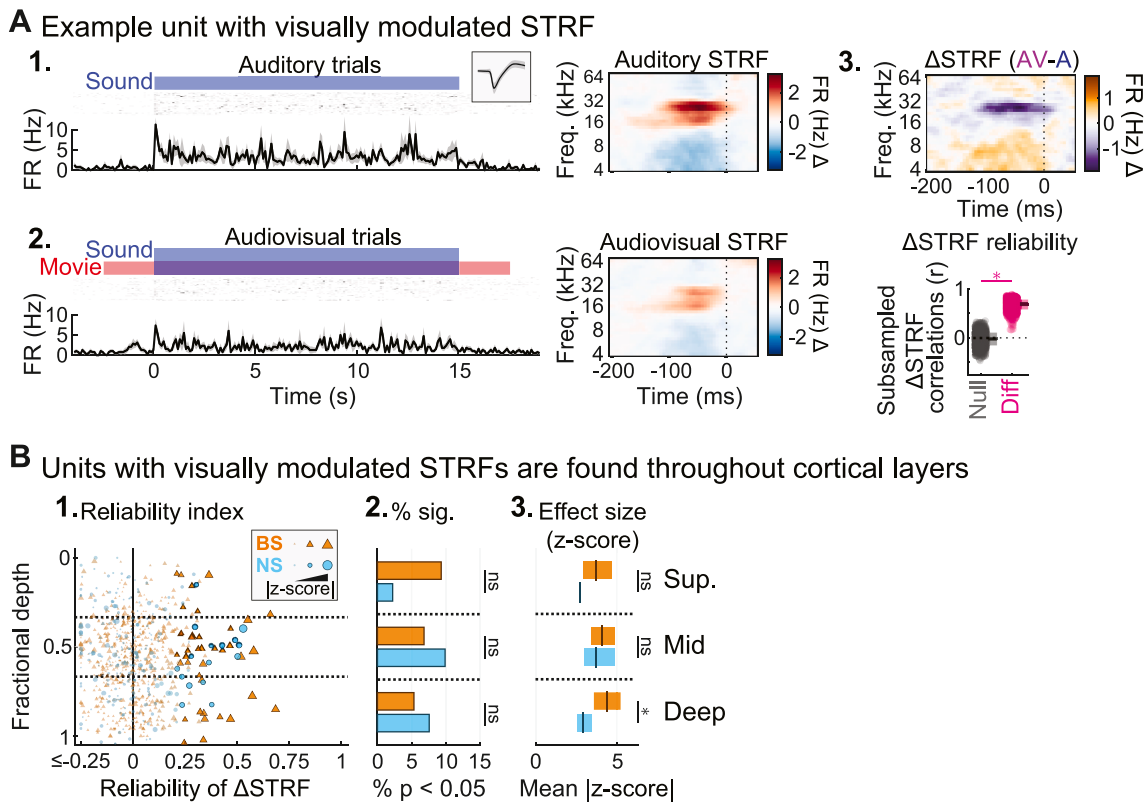 A Example unit with visually modulated STRF
1.
Auditory trials
Sound
FR (Hz)
10
5
0
Auditory STRF
Freq. (kHz)
64
32
16
8
4
FR (Hz) Δ
2
0
-2
3.
ΔSTRF (AV-A)
Freq. (kHz)
64
32
16
8
4
-200
-100
0
Time (ms)
FR (Hz) Δ
1
0
-1
2.
Audiovisual trials
Sound
Movie
FR (Hz)
10
5
0
0
5
10
15
Time (s)
Audiovisual STRF
Freq. (kHz)
64
32
16
8
4
-200
-100
0
Time (ms)
FR (Hz) Δ
2
0
-2
ΔSTRF reliability
Subsampled
ΔSTRF
correlations (r)
1
0
*
Null
Diff
B Units with visually modulated STRFs are found throughout cortical layers
1. Reliability index
BS
NS
|z-score|
Fractional depth
0
0.5
1
≤-0.25
0
0.25
0.5
0.75
1
Reliability of ΔSTRF
2. % sig.
ns
ns
ns
0
5
10
15
% p < 0.05
3. Effect size
(z-score)
ns
Sup.
ns
Mid
*
Deep
0
5
Mean |z-score|